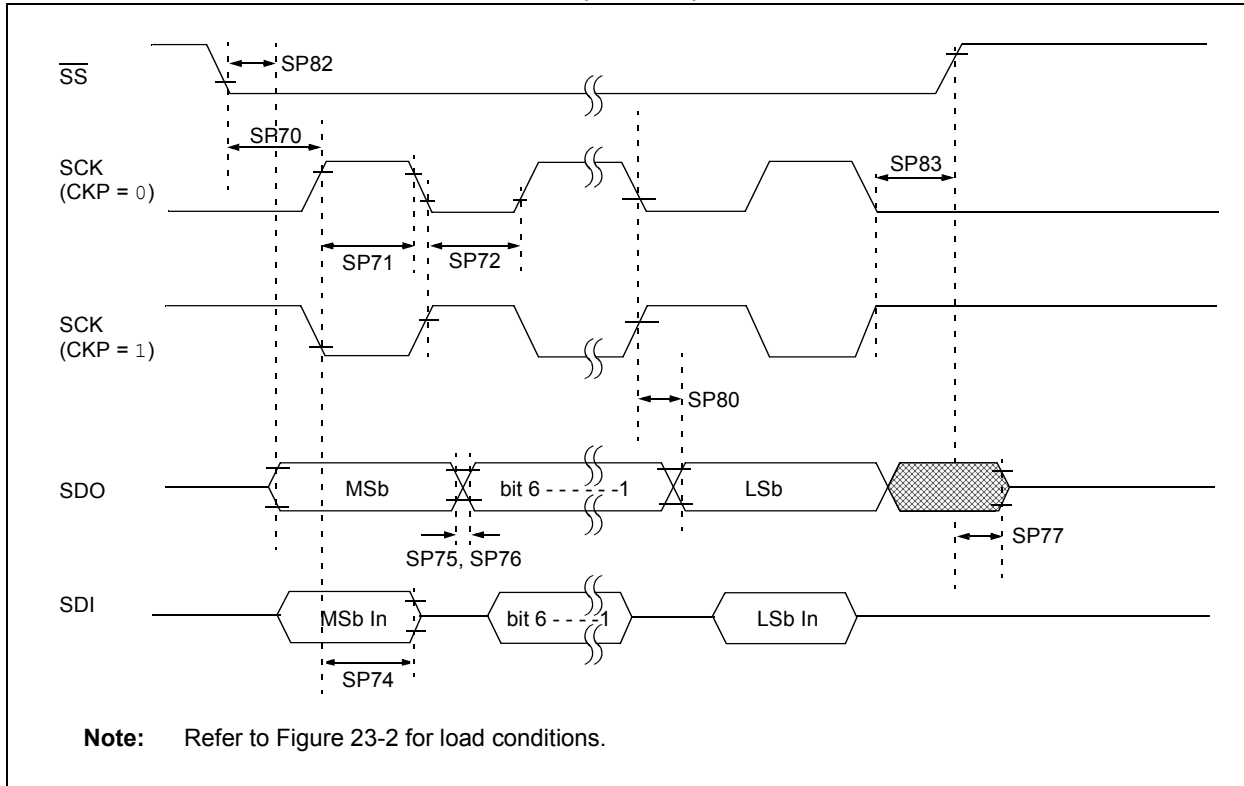 SS
SP82
SP70
SCK
(CKP = 0)
SP83
SP71
SP72
SCK
(CKP = 1)
SP80
SDO
MSb
bit 6 - - - - - -1
LSb
SP75, SP76
SP77
SDI
MSb In
bit 6 - - - -1
LSb In
SP74
Note: Refer to Figure 23-2 for load conditions.